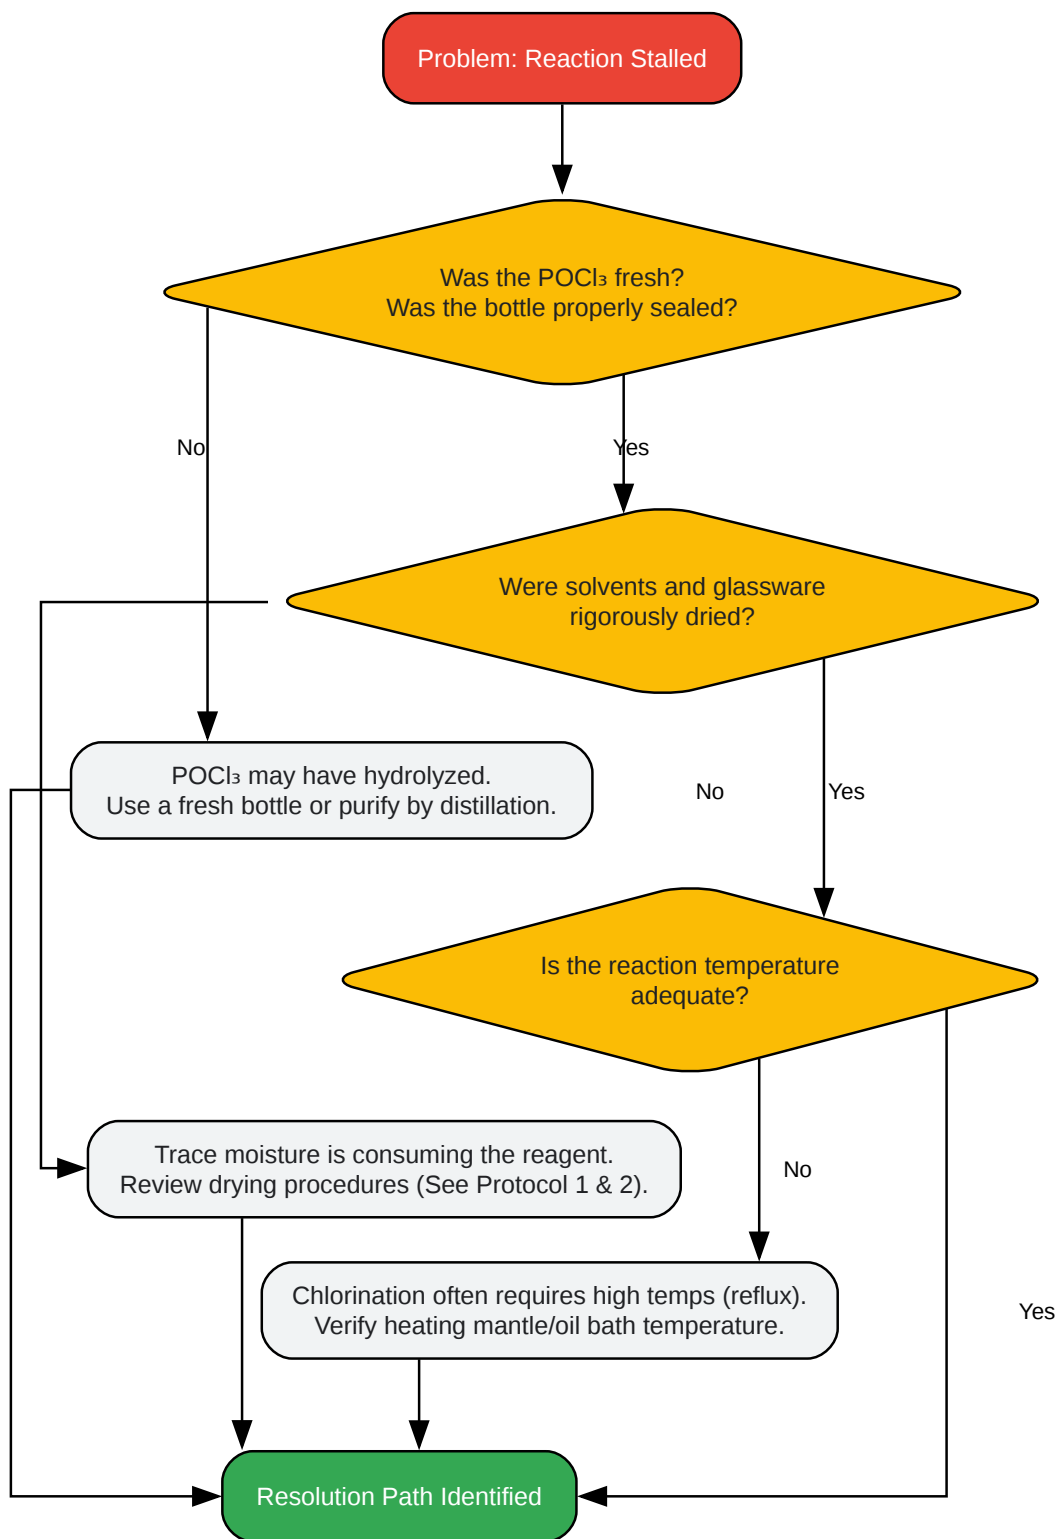 Problem: Reaction Stalled
Was the POCl₃ fresh?
Was the bottle properly sealed?
No
Yes
Were solvents and glassware
rigorously dried?
POCl₃ may have hydrolyzed.
Use a fresh bottle or purify by distillation.
No
Yes
Is the reaction temperature
adequate?
Trace moisture is consuming the reagent.
Review drying procedures (See Protocol 1 & 2).
No
Chlorination often requires high temps (reflux).
Verify heating mantle/oil bath temperature.
Yes
Resolution Path Identified